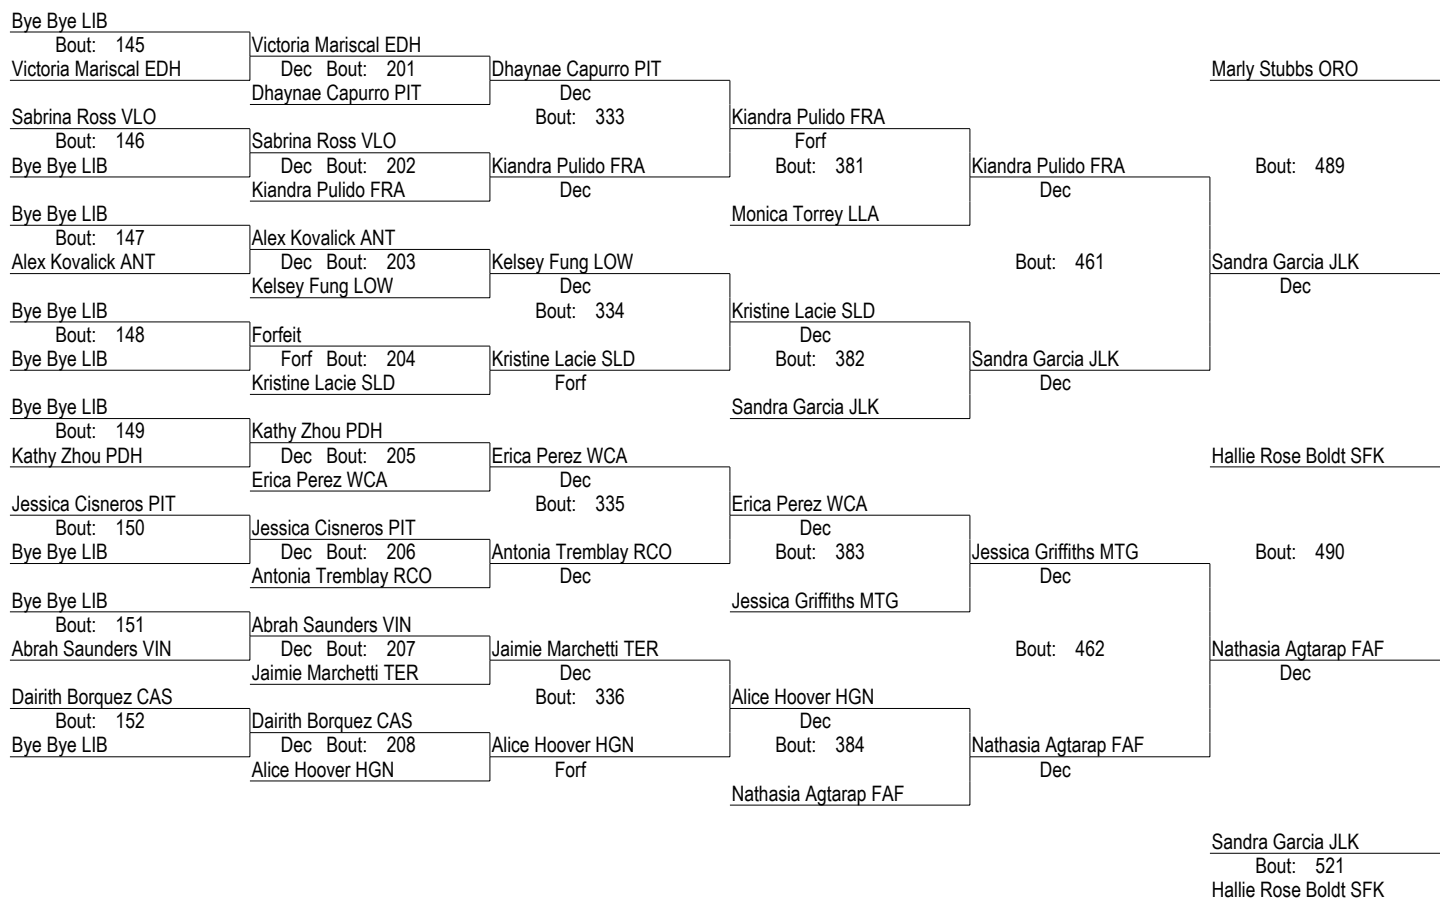 Bye Bye LIB
Bout: 145 Victoria Mariscal EDH
Victoria Mariscal EDH Dec Bout: 201 Dhaynae Capurro PIT Marly Stubbs ORO
Dhaynae Capurro PIT Dec
Sabrina Ross VLO Bout: 333 Kiandra Pulido FRA
Bout: 146 Sabrina Ross VLO Forf
Bye Bye LIB Dec Bout: 202 Kiandra Pulido FRA Bout: 381 Kiandra Pulido FRA Bout: 489
Kiandra Pulido FRA Dec Dec
Bye Bye LIB Monica Torrey LLA
Bout: 147 Alex Kovalick ANT
Alex Kovalick ANT Dec Bout: 203 Kelsey Fung LOW Bout: 461 Sandra Garcia JLK
Kelsey Fung LOW Dec Dec
Bye Bye LIB Bout: 334 Kristine Lacie SLD
Bout: 148 Forfeit Dec
Bye Bye LIB Forf Bout: 204 Kristine Lacie SLD Bout: 382 Sandra Garcia JLK
Kristine Lacie SLD Forf Dec
Bye Bye LIB Sandra Garcia JLK
Bout: 149 Kathy Zhou PDH
Kathy Zhou PDH Dec Bout: 205 Erica Perez WCA Hallie Rose Boldt SFK
Erica Perez WCA Dec
Jessica Cisneros PIT Bout: 335 Erica Perez WCA
Bout: 150 Jessica Cisneros PIT Dec
Bye Bye LIB Dec Bout: 206 Antonia Tremblay RCO Bout: 383 Jessica Griffiths MTG Bout: 490
Antonia Tremblay RCO Dec Dec
Bye Bye LIB Jessica Griffiths MTG
Bout: 151 Abrah Saunders VIN
Abrah Saunders VIN Dec Bout: 207 Jaimie Marchetti TER Bout: 462 Nathasia Agtarap FAF
Jaimie Marchetti TER Dec Dec
Dairith Borquez CAS Bout: 336 Alice Hoover HGN
Bout: 152 Dairith Borquez CAS Dec
Bye Bye LIB Dec Bout: 208 Alice Hoover HGN Bout: 384 Nathasia Agtarap FAF
Alice Hoover HGN Forf Dec
Nathasia Agtarap FAF
Sandra Garcia JLK
Bout: 521
Hallie Rose Boldt SFK